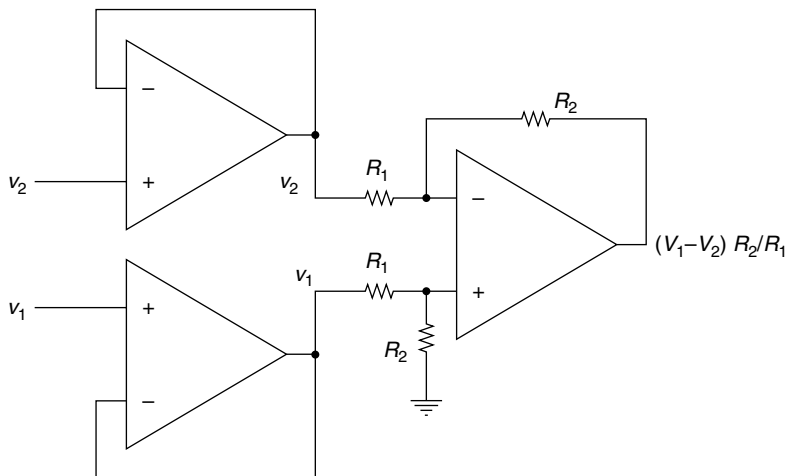 −
R₂
R₁
v₂
+
v₂
−
(V₁−V₂) R₂/R₁
v₁
R₁
v₁
+
+
R₂
−